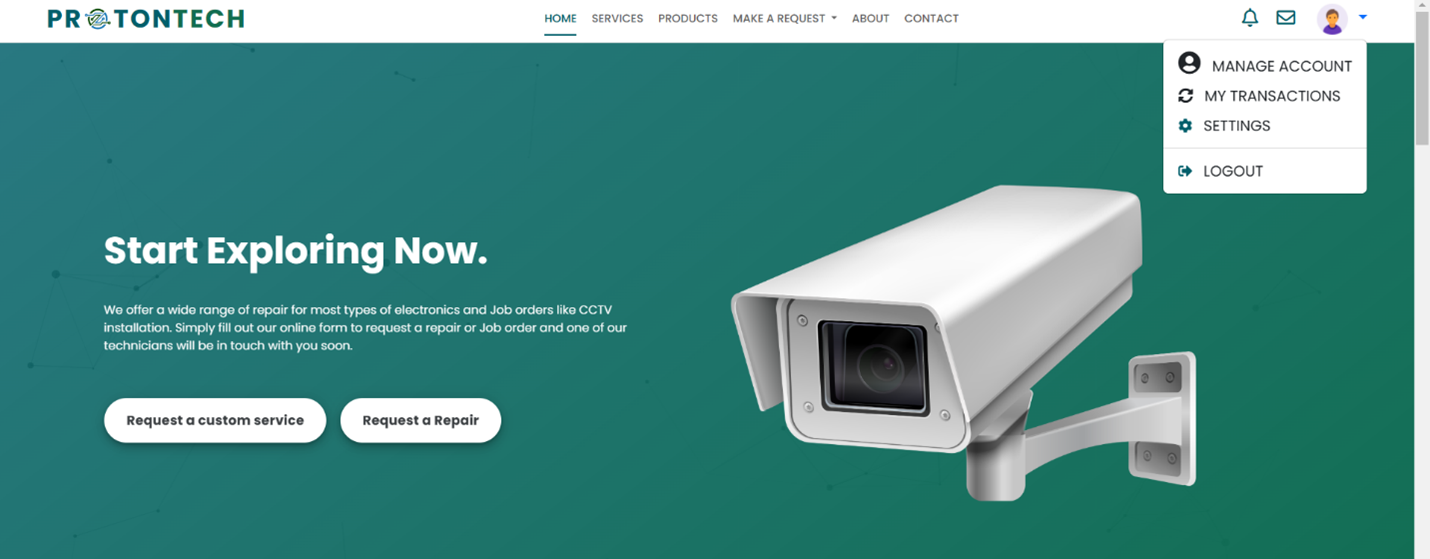 PROTONTECH
HOME SERVICES PRODUCTS MAKE A REQUEST ABOUT CONTACT
MANAGE ACCOUNT
MY TRANSACTIONS
SETTINGS
LOGOUT
Start Exploring Now.
We offer a wide range of repair for most types of electronics and Job orders like CCTV
installation. Simply fill out our online form to request a repair or Job order and one of our
technicians will be in touch with you soon.
Request a custom service Request a Repair